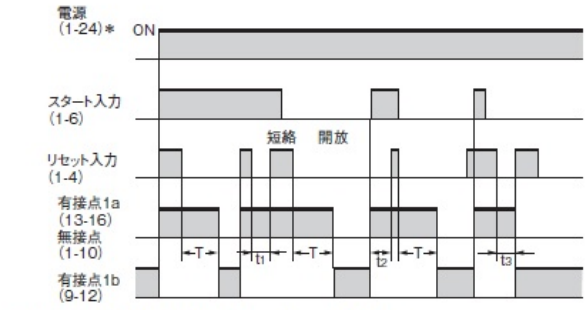 電源
(1-24)* ON
スタート入力
(1-6)
短絡 開放
リセット入力
(1-4)
有接点1a
(13-16)
無接点
(1-10)
T t1 T t2 T t3
有接点1b
(9-12)